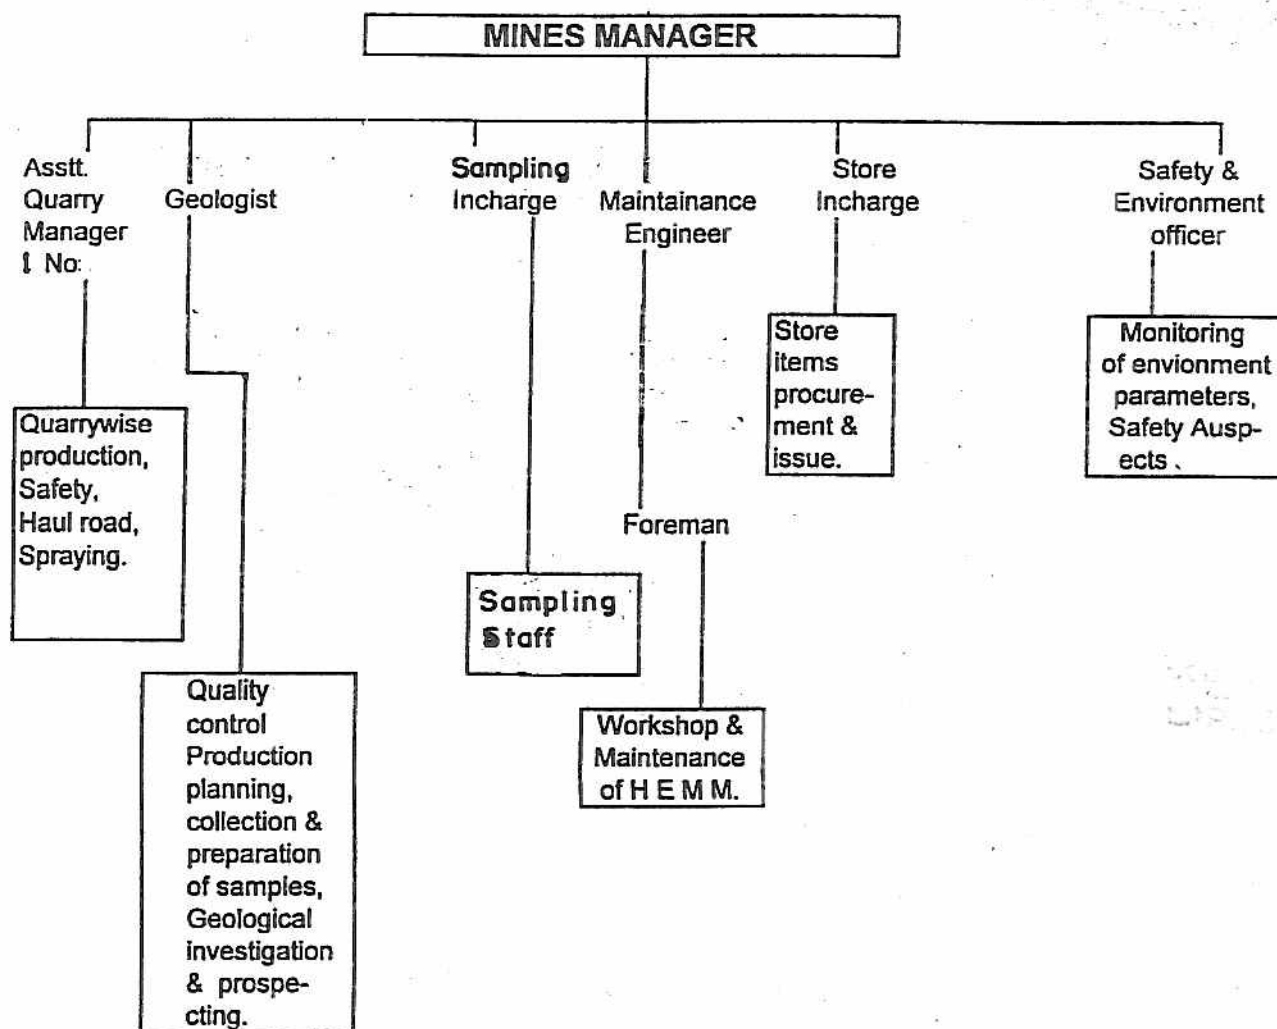 MINES MANAGER
Asstt.
Quarry
Manager
1 No:
Geologist
Sampling
Incharge
Maintainance
Engineer
Store
Incharge
Safety &
Environment
officer
Quarrywise
production,
Safety,
Haul road,
Spraying.
Quality
control
Production
planning,
collection &
preparation
of samples,
Geological
investigation
& prospe-
cting.
Sampling
Staff
Foreman
Workshop &
Maintenance
of H E M M.
Store
items
procure-
ment &
issue.
Monitoring
of envionment
parameters,
Safety Ausp-
ects .